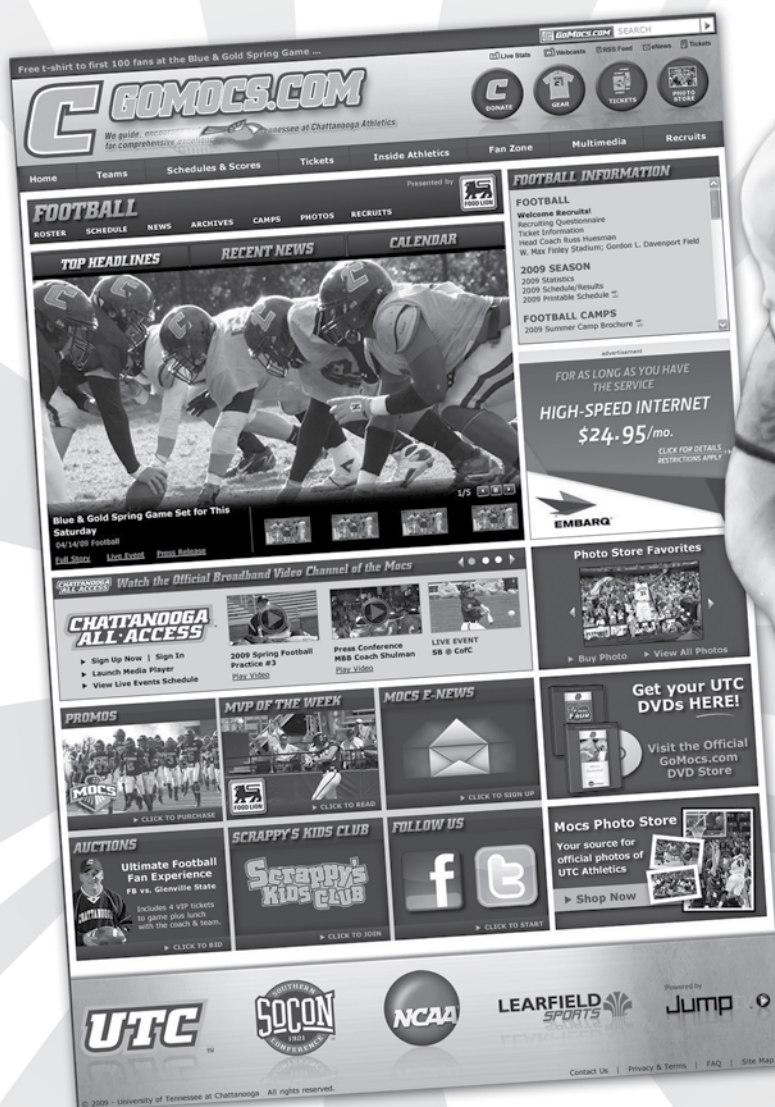 GoMocs.com SEARCH
Free t-shirt to first 100 fans at the Blue & Gold Spring Game ...
Live Stats Webcasts RSS Feed eNews Tickets
C GOMOCS.COM
We guide, Tennessee at Chattanooga Athletics
for comprehensive
C DONATE
GEAR
TICKETS
PHOTO STORE
Home Teams Schedules & Scores Tickets Inside Athletics Fan Zone Multimedia Recruits
FOOTBALL
Presented by
FOOD LION
ROSTER SCHEDULE NEWS ARCHIVES CAMPS PHOTOS RECRUITS
TOP HEADLINES RECENT NEWS CALENDAR
1/5
Blue & Gold Spring Game Set for This
Saturday
04/14/09 Football
Full Story Live Event Press Release
FOOTBALL INFORMATION
FOOTBALL
Welcome Recruits!
Recruiting Questionnaire
Ticket Information
Head Coach Russ Huesman
W. Max Finley Stadium; Gordon L. Davenport Field
2009 SEASON
2009 Statistics
2009 Schedule/Results
2009 Printable Schedule
FOOTBALL CAMPS
2009 Summer Camp Brochure
advertisement
FOR AS LONG AS YOU HAVE
THE SERVICE
HIGH-SPEED INTERNET
$24.95/mo.
CLICK FOR DETAILS
RESTRICTIONS APPLY
EMBARQ
CHATTANOOGA ALL·ACCESS Watch the Official Broadband Video Channel of the Mocs
CHATTANOOGA
ALL·ACCESS
Sign Up Now | Sign In
Launch Media Player
View Live Events Schedule
2009 Spring Football
Practice #3
Play Video
Press Conference
MBB Coach Shulman
Play Video
LIVE EVENT
SB @ CofC
Photo Store Favorites
Buy Photo View All Photos
PROMOS
MOCS
CLICK TO PURCHASE
MVP OF THE WEEK
FOOD LION
CLICK TO READ
MOCS E-NEWS
CLICK TO SIGN UP
Get your UTC
DVDs HERE!
Visit the Official
GoMocs.com
DVD Store
AUCTIONS
Ultimate Football
Fan Experience
FB vs. Glenville State
Includes 4 VIP tickets
to game plus lunch
with the coach & team.
CLICK TO BID
SCRAPPY'S KIDS CLUB
Scrappy's
Kids Club
CLICK TO JOIN
FOLLOW US
f t
CLICK TO START
Mocs Photo Store
Your source for
official photos of
UTC Athletics
Shop Now
UTC
SOUTHERN
SOCON
1921
CONFERENCE
NCAA
LEARFIELD
SPORTS
Powered by
Jump
Contact Us | Privacy & Terms | FAQ | Site Map
© 2009 - University of Tennessee at Chattanooga All rights reserved.